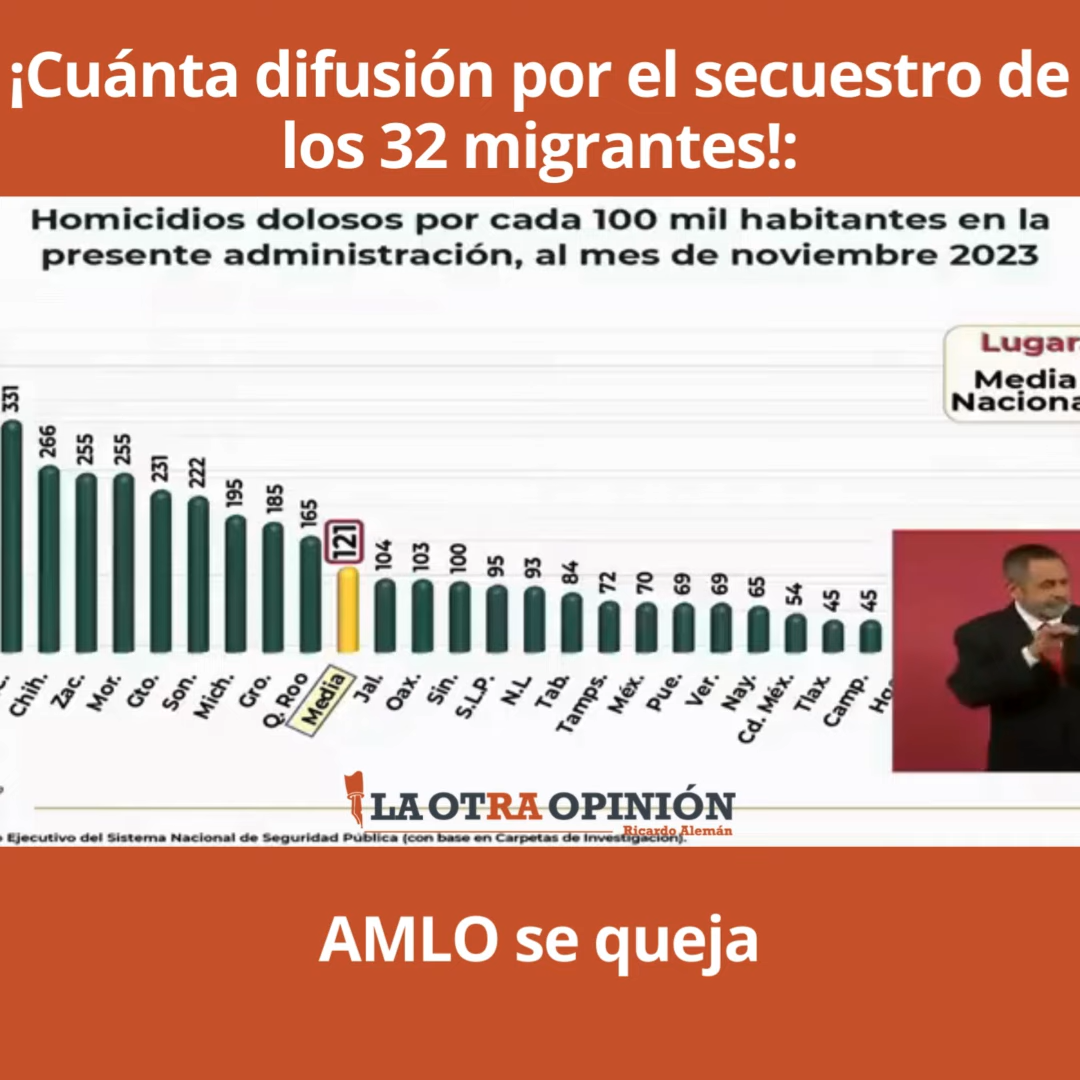 ¡Cuánta difusión por el secuestro de
los 32 migrantes!:
Homicidios dolosos por cada 100 mil habitantes en la
presente administración, al mes de noviembre 2023
Lugar
Media
Naciona
331
266
255
255
231
222
195
185
165
121
104
103
100
95
93
84
72
70
69
69
65
54
45
45
Chih.
Zac.
Mor.
Gto.
Son.
Mich.
Gro.
Q. Roo
Media
Jal.
Oax.
Sin.
S.L.P.
N.L
Tab.
Tamps.
Méx.
Pue.
Ver.
Nay.
Cd. Méx.
Tlax.
Camp.
LA OTRA OPINIÓN
Ricardo Alemán
Ejecutivo del Sistema Nacional de Seguridad Pública (con base en Carpetas de Investigación).
AMLO se queja